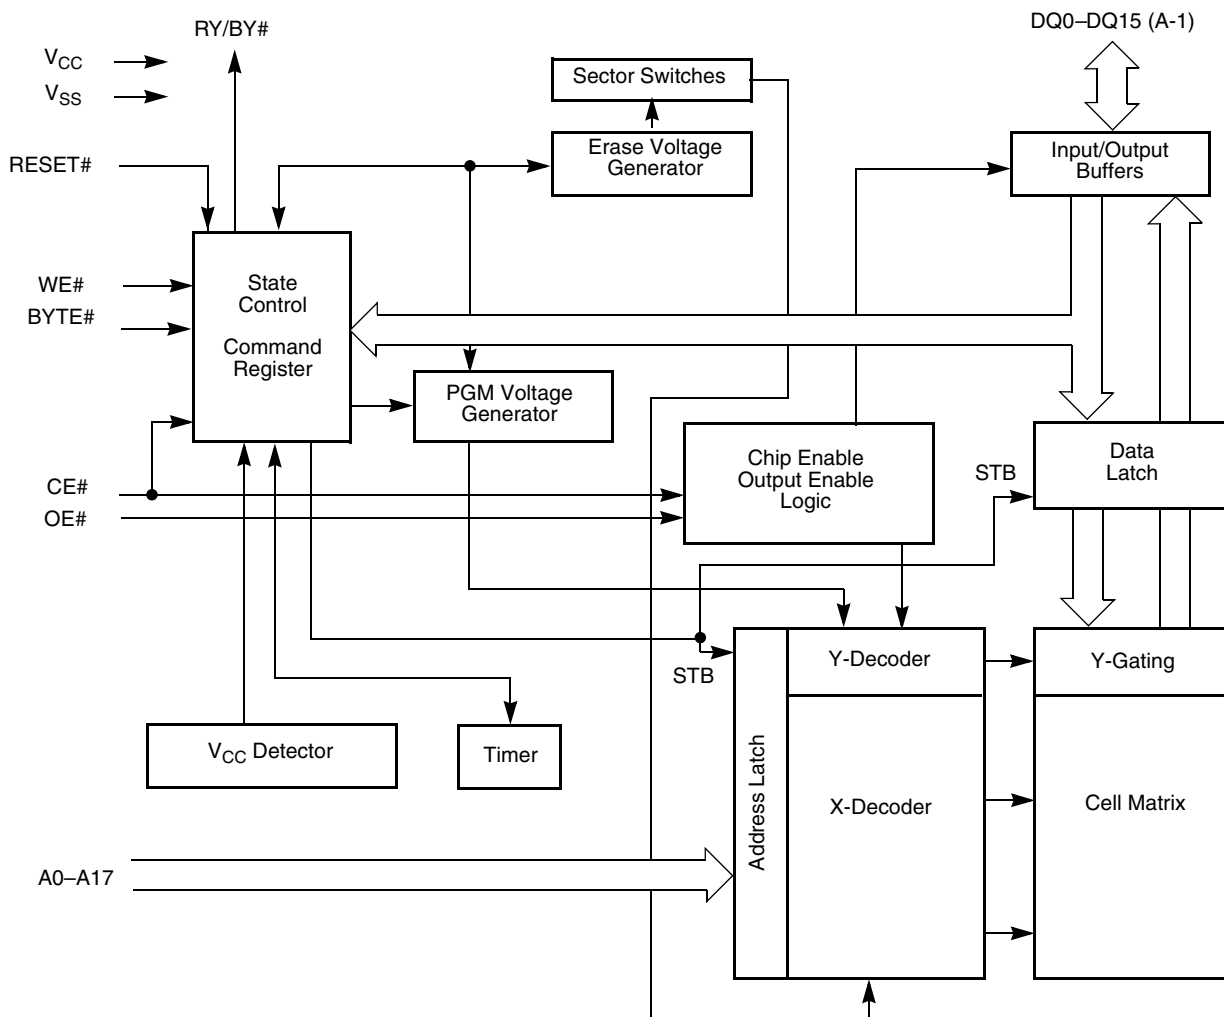 RY/BY#
DQ0–DQ15 (A-1)
VCC
VSS
Sector Switches
Erase Voltage
Generator
Input/Output
Buffers
RESET#
WE#
BYTE#
State
Control
Command
Register
PGM Voltage
Generator
Chip Enable
Output Enable
Logic
STB
Data
Latch
CE#
OE#
STB
Y-Decoder
Y-Gating
VCC Detector
Timer
Address Latch
X-Decoder
Cell Matrix
A0–A17